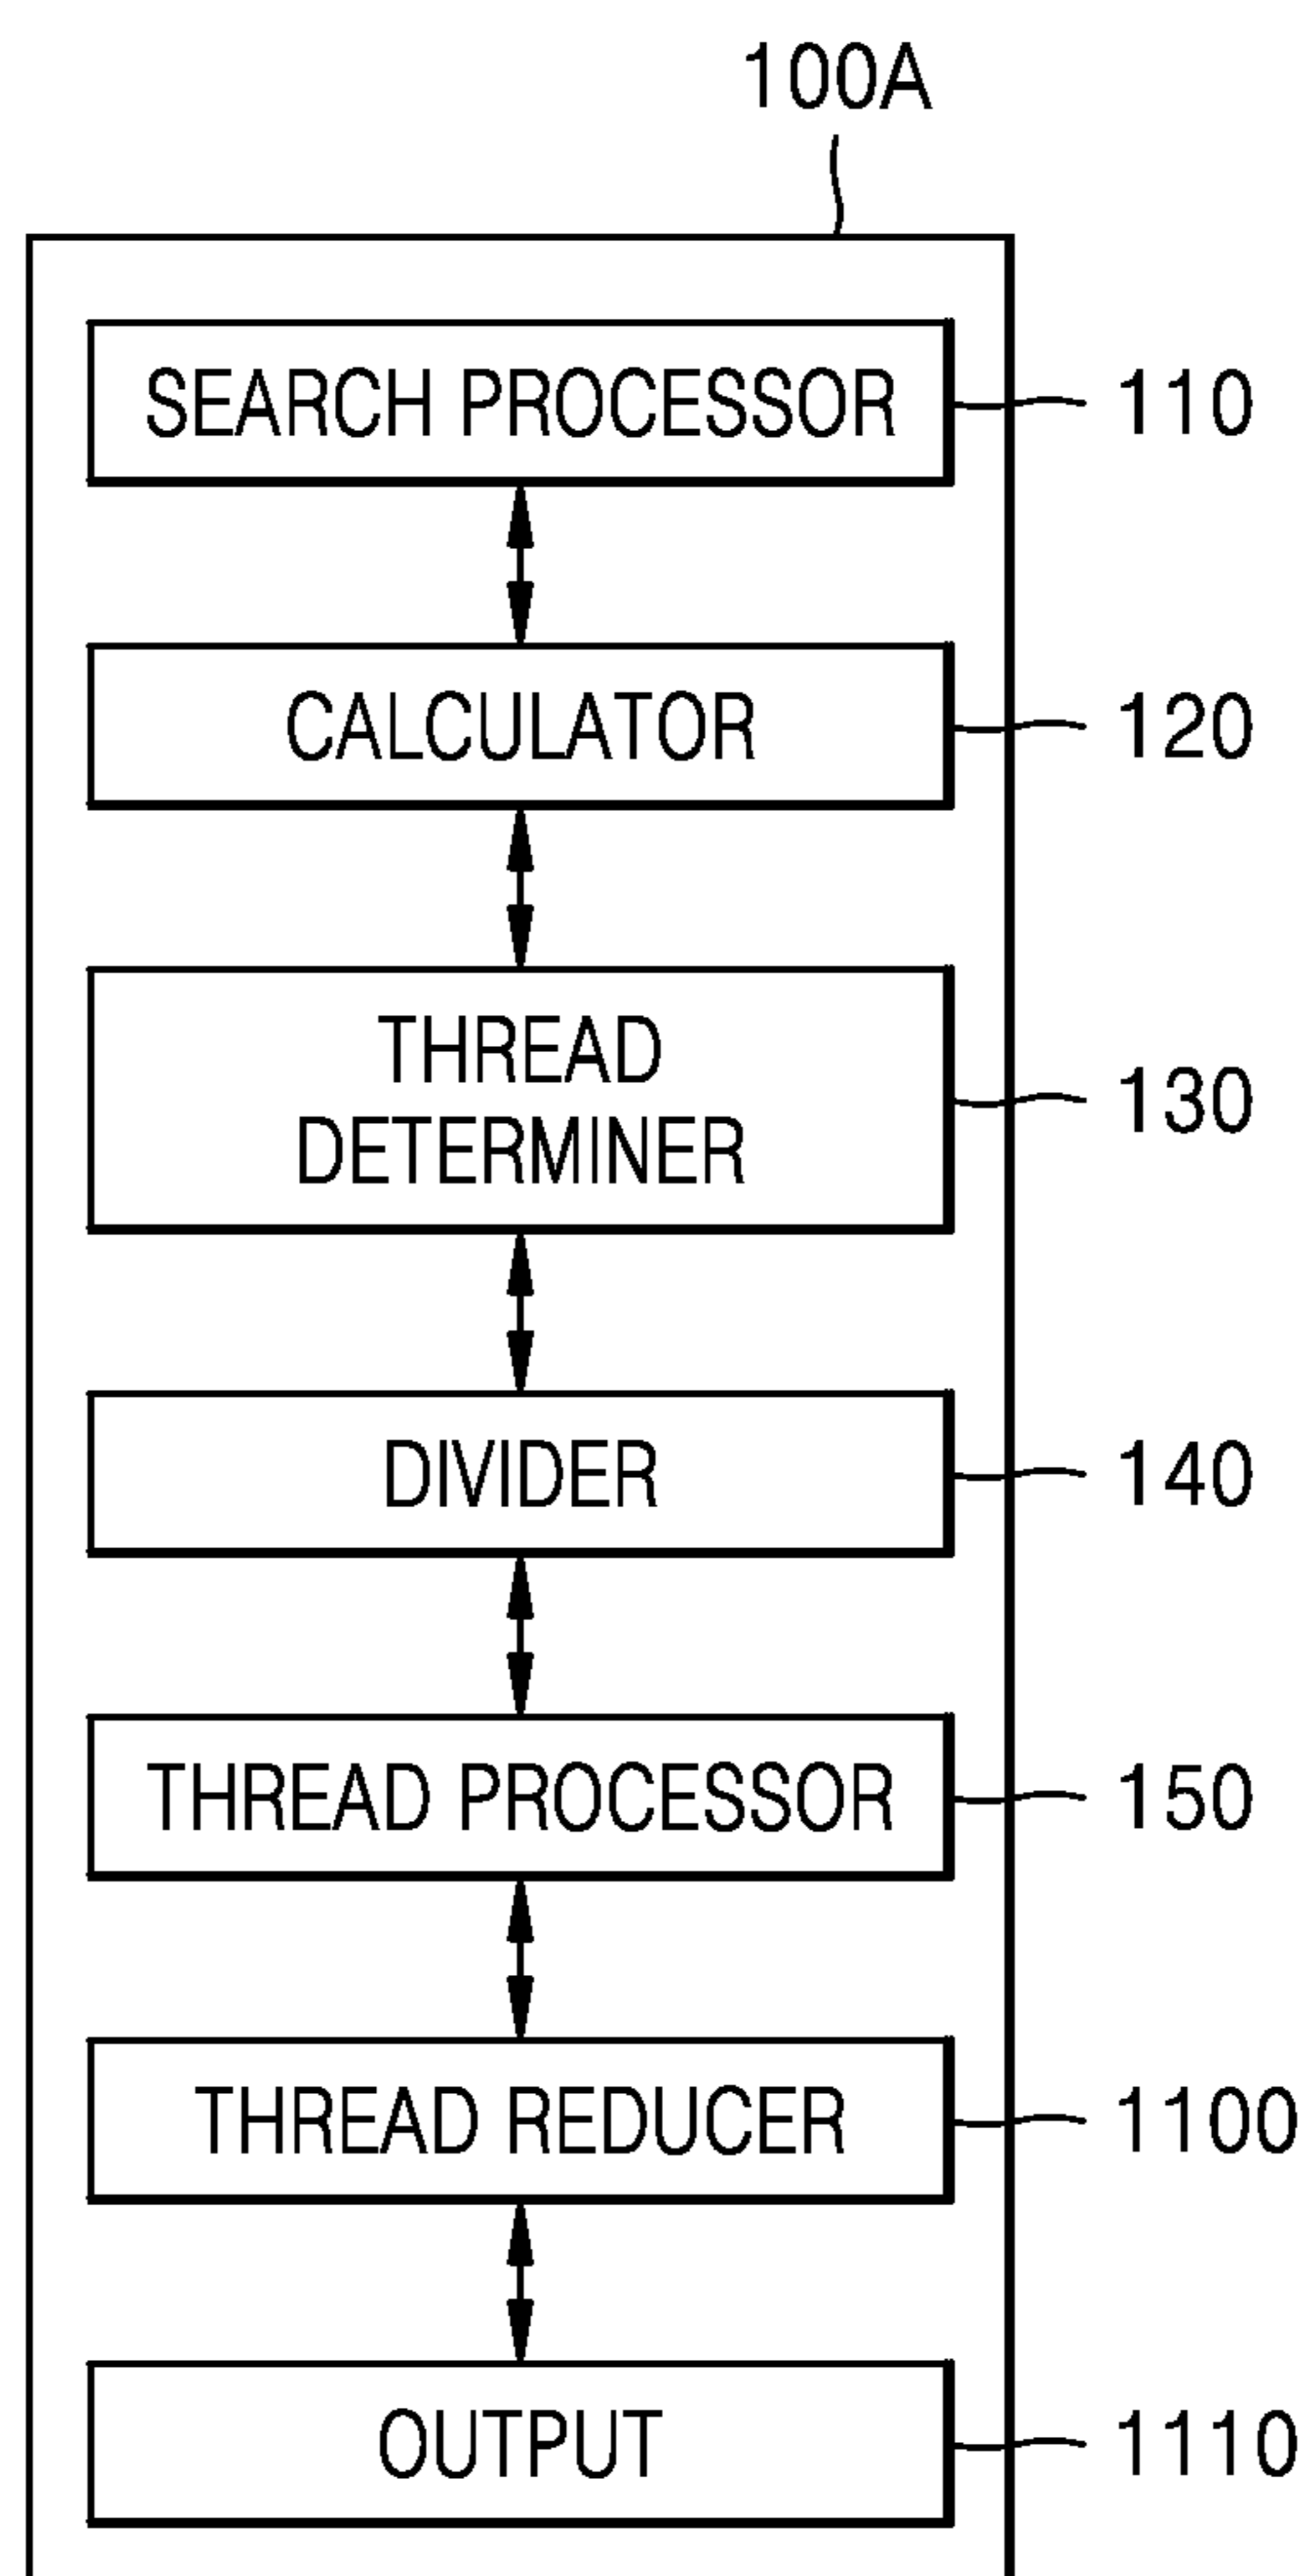 100A
SEARCH PROCESSOR
110
CALCULATOR
120
THREAD
DETERMINER
130
DIVIDER
140
THREAD PROCESSOR
150
THREAD REDUCER
1100
OUTPUT
1110